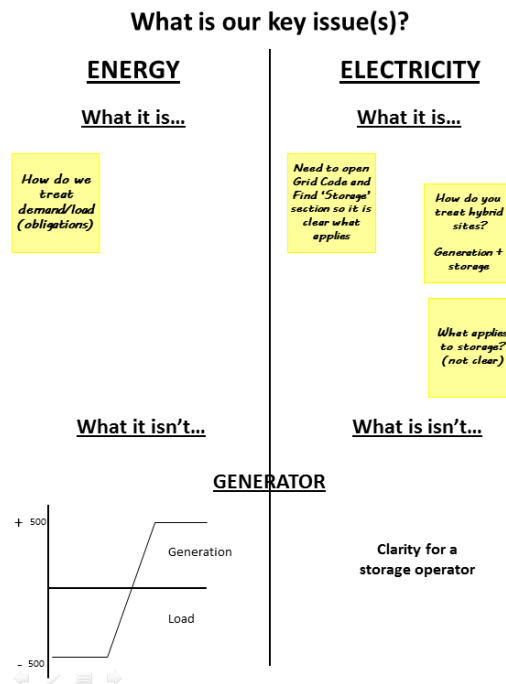 What is our key issue(s)?
ENERGY
What it is...
How do we
treat
demand/load
(obligations)
ELECTRICITY
What it is...
Need to open
Grid Code and
Find 'Storage'
section so it is
clear what
applies
How do you
treat hybrid
sites?
Generation +
storage
What applies
to storage?
(not clear)
What it isn't...
What is isn't...
GENERATOR
+ 500
Generation
Load
- 500
Clarity for a
storage operator